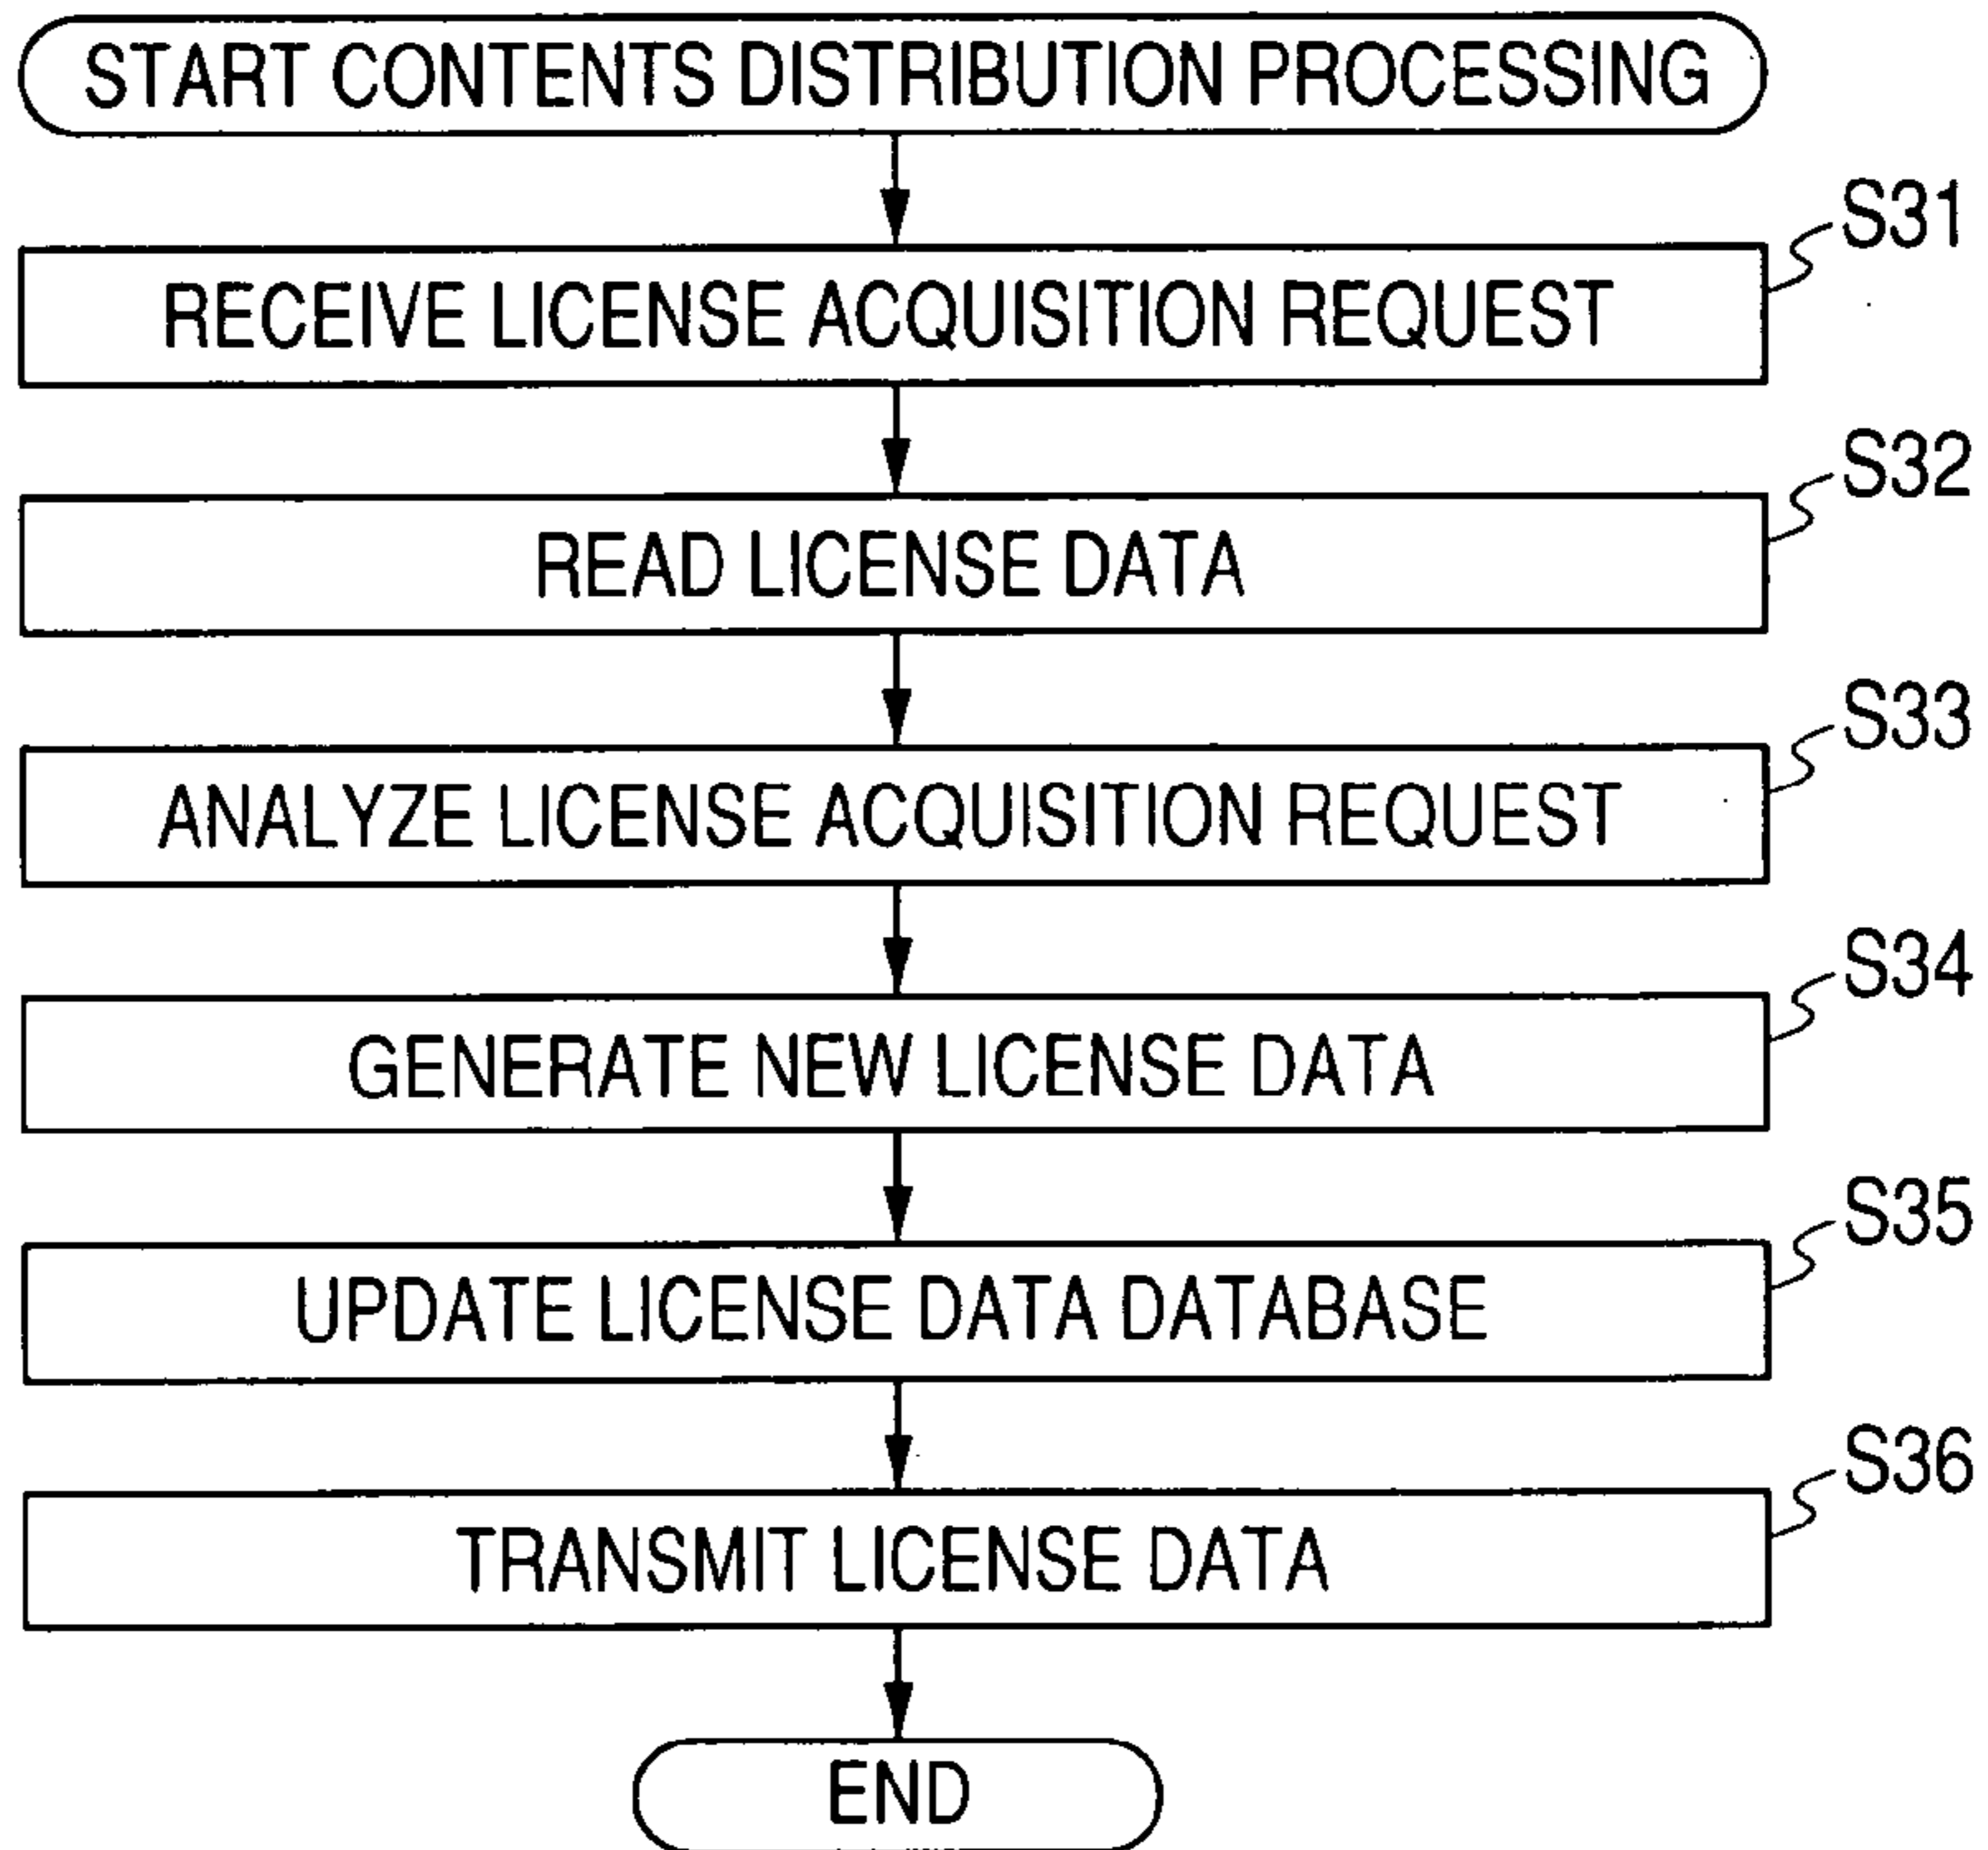 START CONTENTS DISTRIBUTION PROCESSING
S31
RECEIVE LICENSE ACQUISITION REQUEST
S32
READ LICENSE DATA
S33
ANALYZE LICENSE ACQUISITION REQUEST
S34
GENERATE NEW LICENSE DATA
S35
UPDATE LICENSE DATA DATABASE
S36
TRANSMIT LICENSE DATA
END